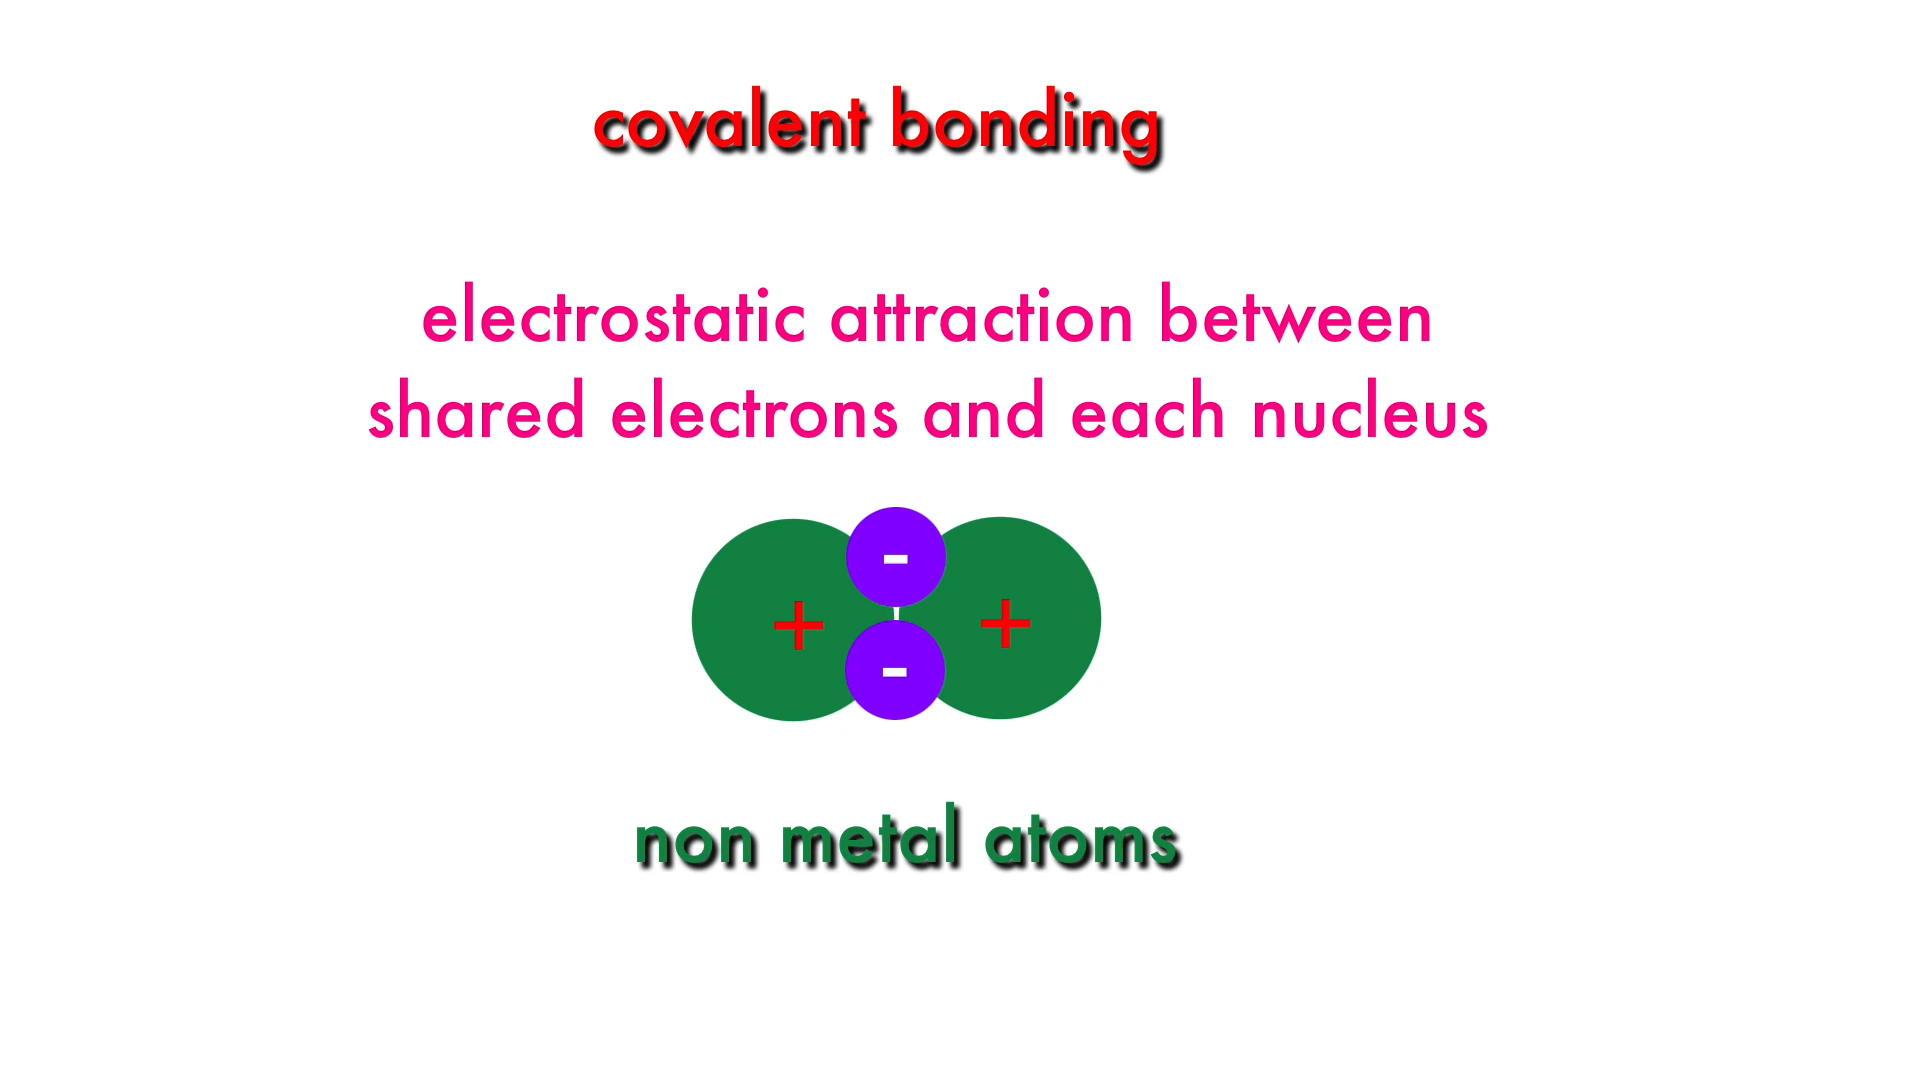 covalent bonding
electrostatic attraction between
shared electrons and each nucleus
- 
+ +
-
non metal atoms